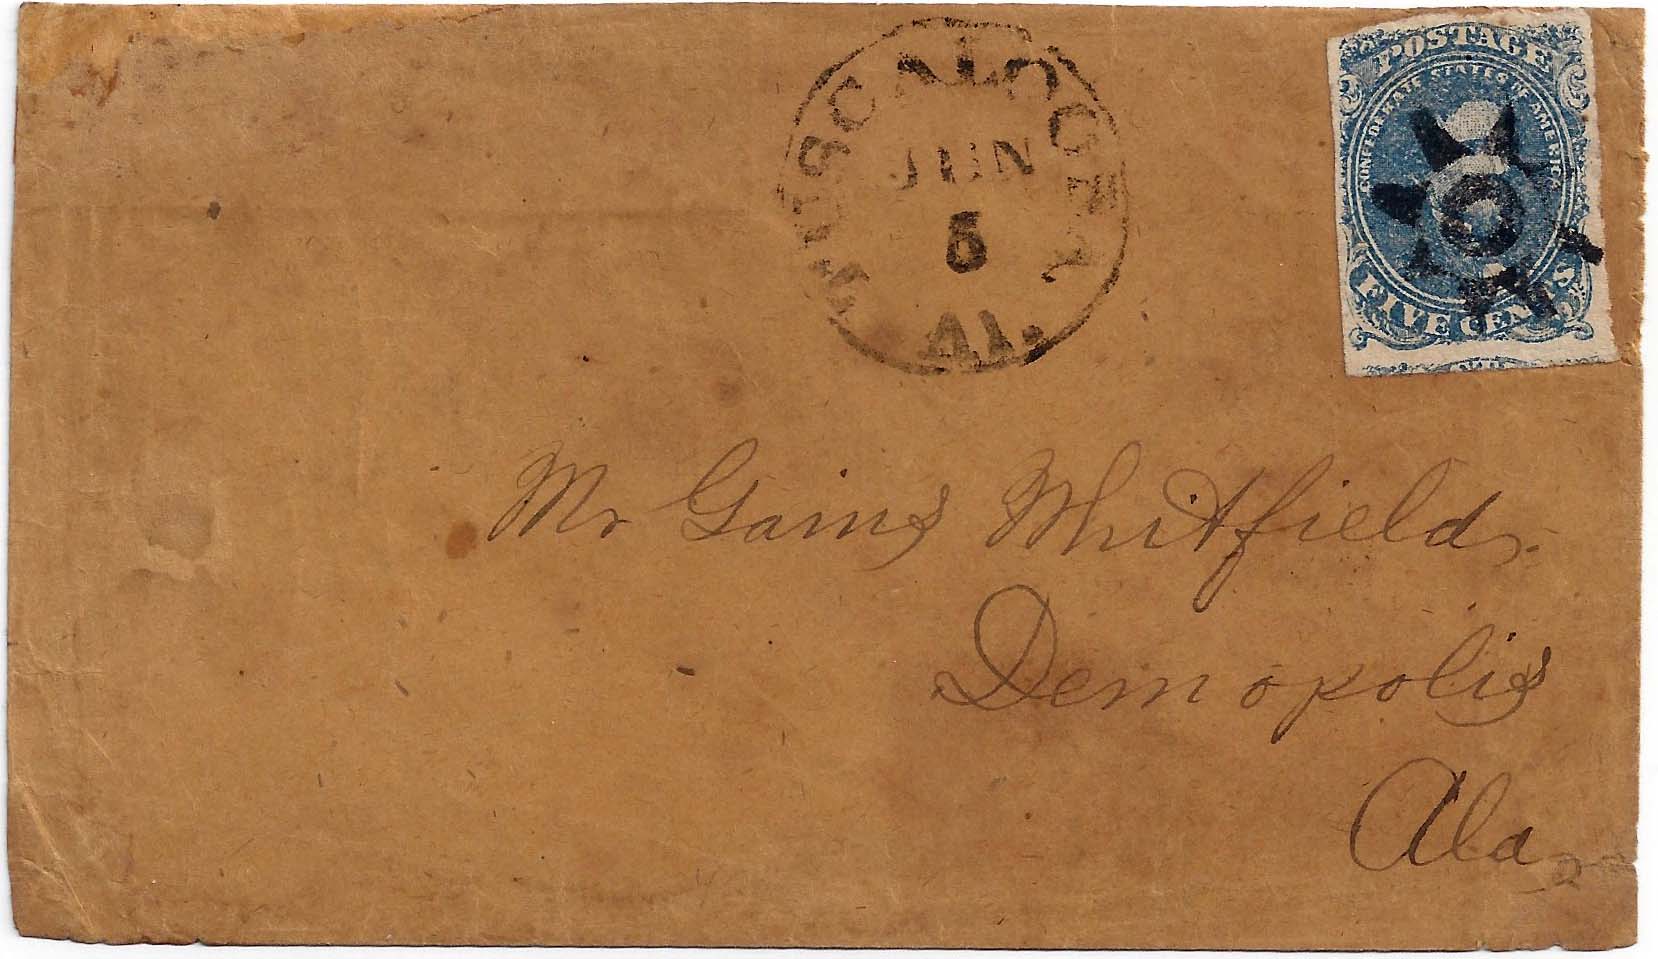 TUSCALOOSA
JUN
5
Al.
POSTAGE
CONFEDERATE STATES OF AMERICA
FIVE CENTS
Mr Gains Whitfield
Demopolis
Ala